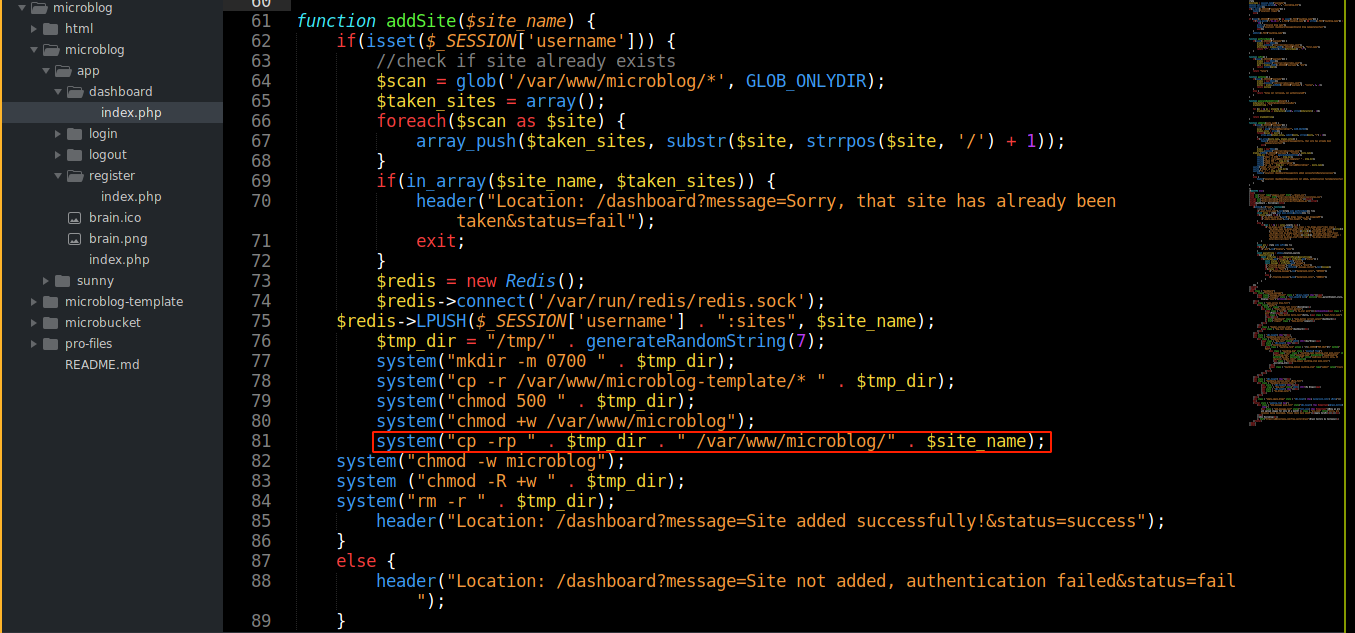 microblog
html
microblog
app
dashboard
index.php
login
logout
register
index.php
brain.ico
brain.png
index.php
sunny
microblog-template
microbucket
pro-files
README.md
60
61 function addSite($site_name) {
62 if(isset($_SESSION['username'])) {
63 //check if site already exists
64 $scan = glob('/var/www/microblog/*', GLOB_ONLYDIR);
65 $taken_sites = array();
66 foreach($scan as $site) {
67 array_push($taken_sites, substr($site, strrpos($site, '/') + 1));
68 }
69 if(in_array($site_name, $taken_sites)) {
70 header("Location: /dashboard?message=Sorry, that site has already been
taken&status=fail");
71 exit;
72 }
73 $redis = new Redis();
74 $redis->connect('/var/run/redis/redis.sock');
75 $redis->LPUSH($_SESSION['username'] . ":sites", $site_name);
76 $tmp_dir = "/tmp/" . generateRandomString(7);
77 system("mkdir -m 0700 " . $tmp_dir);
78 system("cp -r /var/www/microblog-template/* " . $tmp_dir);
79 system("chmod 500 " . $tmp_dir);
80 system("chmod +w /var/www/microblog");
81 system("cp -rp " . $tmp_dir . " /var/www/microblog/" . $site_name);
82 system("chmod -w microblog");
83 system ("chmod -R +w " . $tmp_dir);
84 system("rm -r " . $tmp_dir);
85 header("Location: /dashboard?message=Site added successfully!&status=success");
86 }
87 else {
88 header("Location: /dashboard?message=Site not added, authentication failed&status=fail
");
89 }